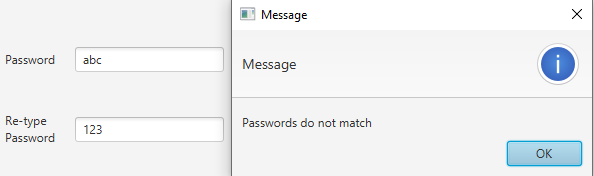 Message
Password
abc
Message
i
Re-type
Password
123
Passwords do not match
OK